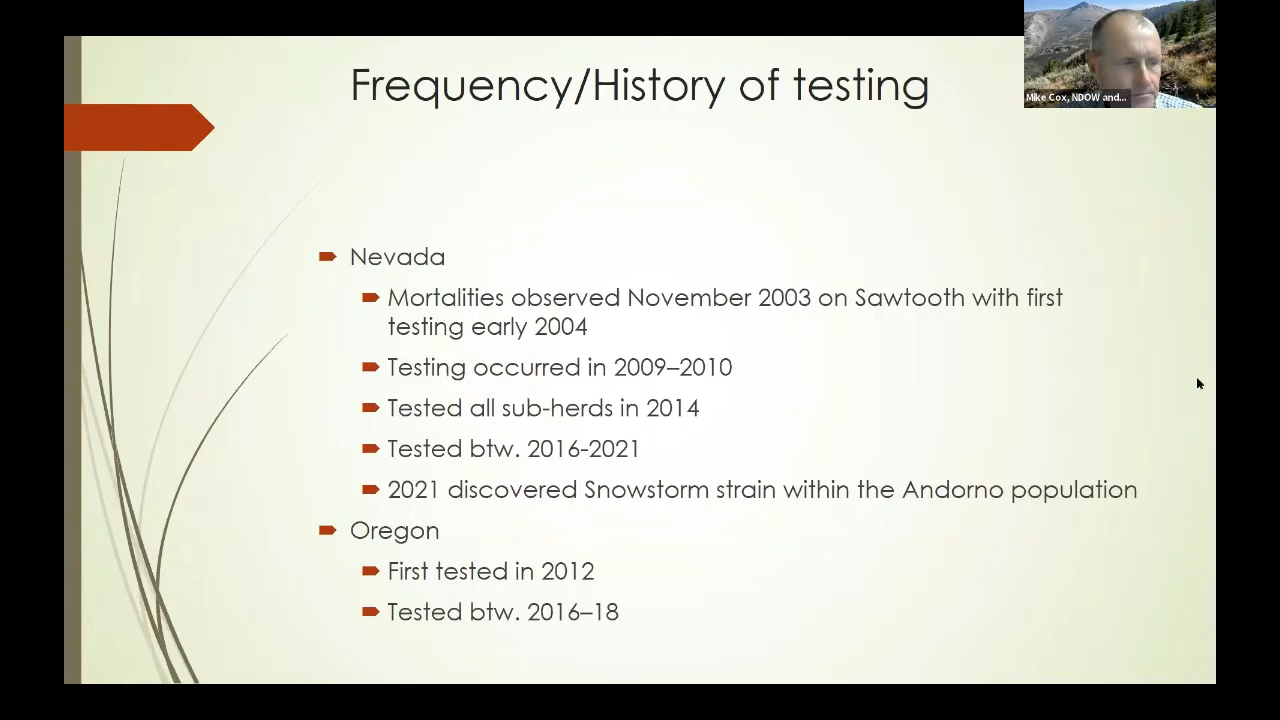 Frequency/History of testing
Mike Cox, NDOW and...
Nevada
Mortalities observed November 2003 on Sawtooth with first
testing early 2004
Testing occurred in 2009–2010
Tested all sub-herds in 2014
Tested btw. 2016-2021
2021 discovered Snowstorm strain within the Andorno population
Oregon
First tested in 2012
Tested btw. 2016–18